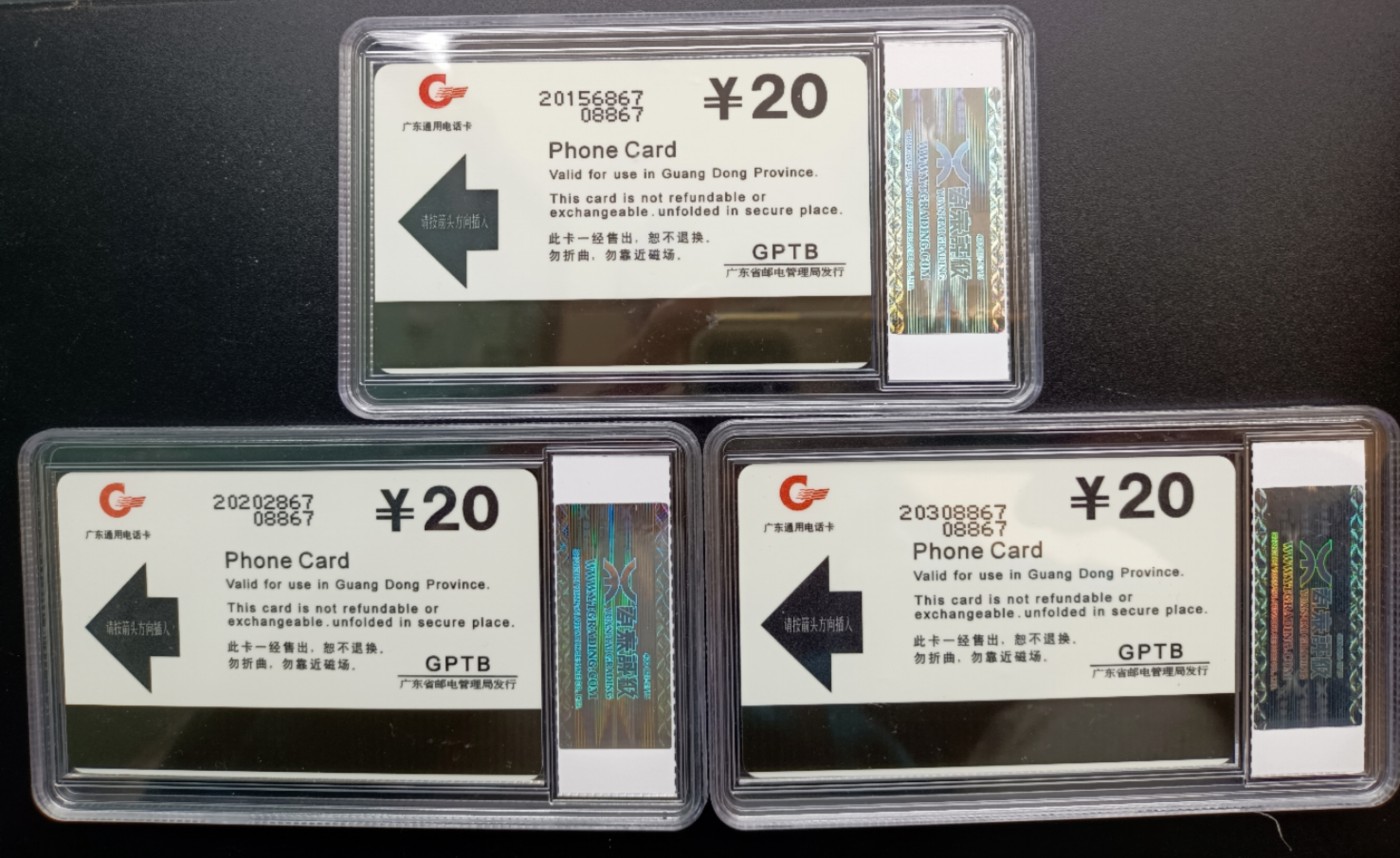 广东通用电话卡
20156867
08867
¥20
Phone Card
Valid for use in Guang Dong Province.
This card is not refundable or
exchangeable.unfolded in secure place.
请按箭头方向插入
此卡一经售出，恕不退换。
勿折曲，勿靠近磁场。
GPTB
广东省邮电管理局发行
广东通用电话卡
20202867
08867
¥20
Phone Card
Valid for use in Guang Dong Province.
This card is not refundable or
exchangeable.unfolded in secure place.
请按箭头方向插入
此卡一经售出，恕不退换。
勿折曲，勿靠近磁场。
GPTB
广东省邮电管理局发行
广东通用电话卡
20308867
08867
¥20
Phone Card
Valid for use in Guang Dong Province.
This card is not refundable or
exchangeable.unfolded in secure place.
请按箭头方向插入
此卡一经售出，恕不退换。
勿折曲，勿靠近磁场。
GPTB
广东省邮电管理局发行